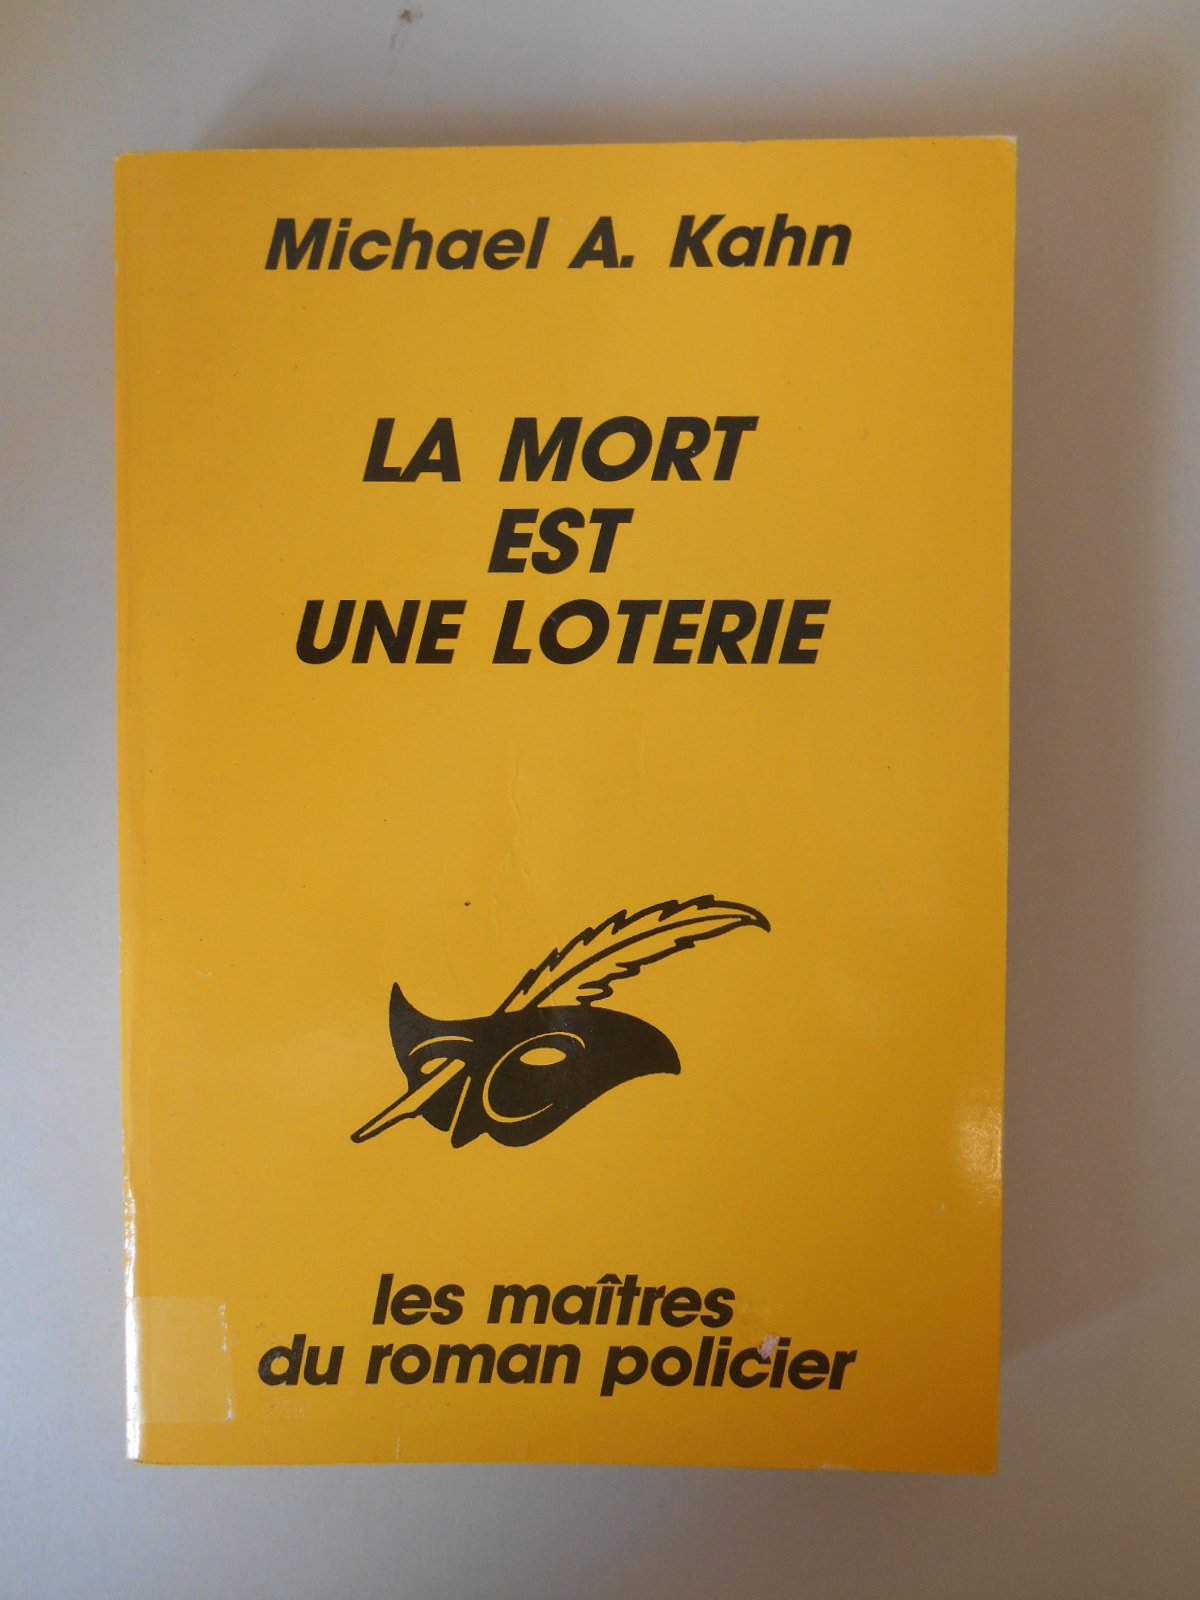 Michael A. Kahn
LA MORT
EST
UNE LOTERIE
les maîtres
du roman policier